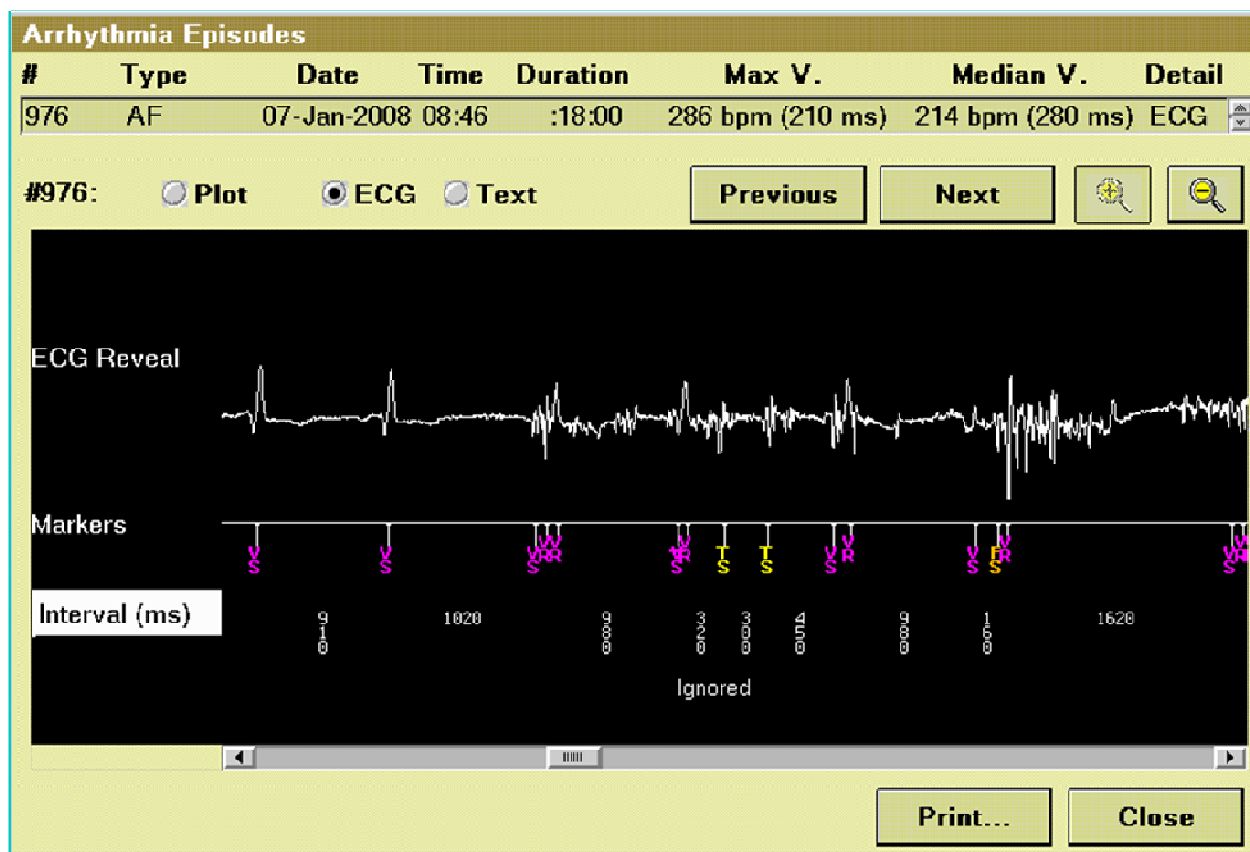 Arrhythmia Episodes
# Type Date Time Duration Max V. Median V. Detail
976 AF 07-Jan-2008 08:46 :18:00 286 bpm (210 ms) 214 bpm (280 ms) ECG
#976: Plot ECG Text Previous Next
ECG Reveal
Markers
VS VS VS VR VR VS VR TS TS VS VR VS FS VR VS VR
Interval (ms) 910 1020 980 320 300 450 980 160 1620
Ignored
Print... Close